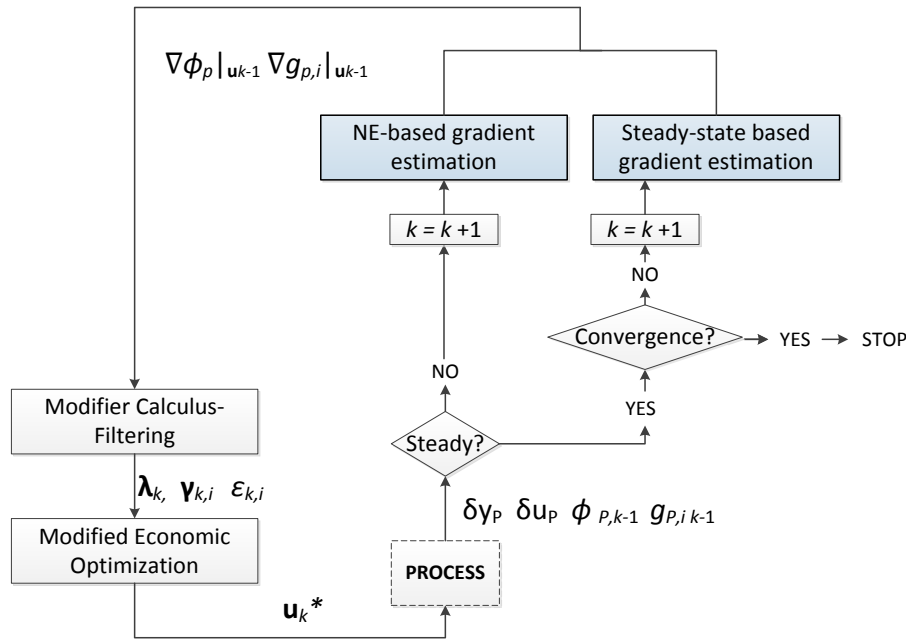 ∇ϕp|uk-1 ∇gp,i|uk-1
NE-based gradient
estimation
Steady-state based
gradient estimation
k = k +1
k = k +1
NO
Convergence?
YES
STOP
NO
YES
Modifier Calculus-
Filtering
Steady?
λk, γk,i εk,i
δyP δuP ϕ P,k-1 gP,i k-1
Modified Economic
Optimization
PROCESS
uk*